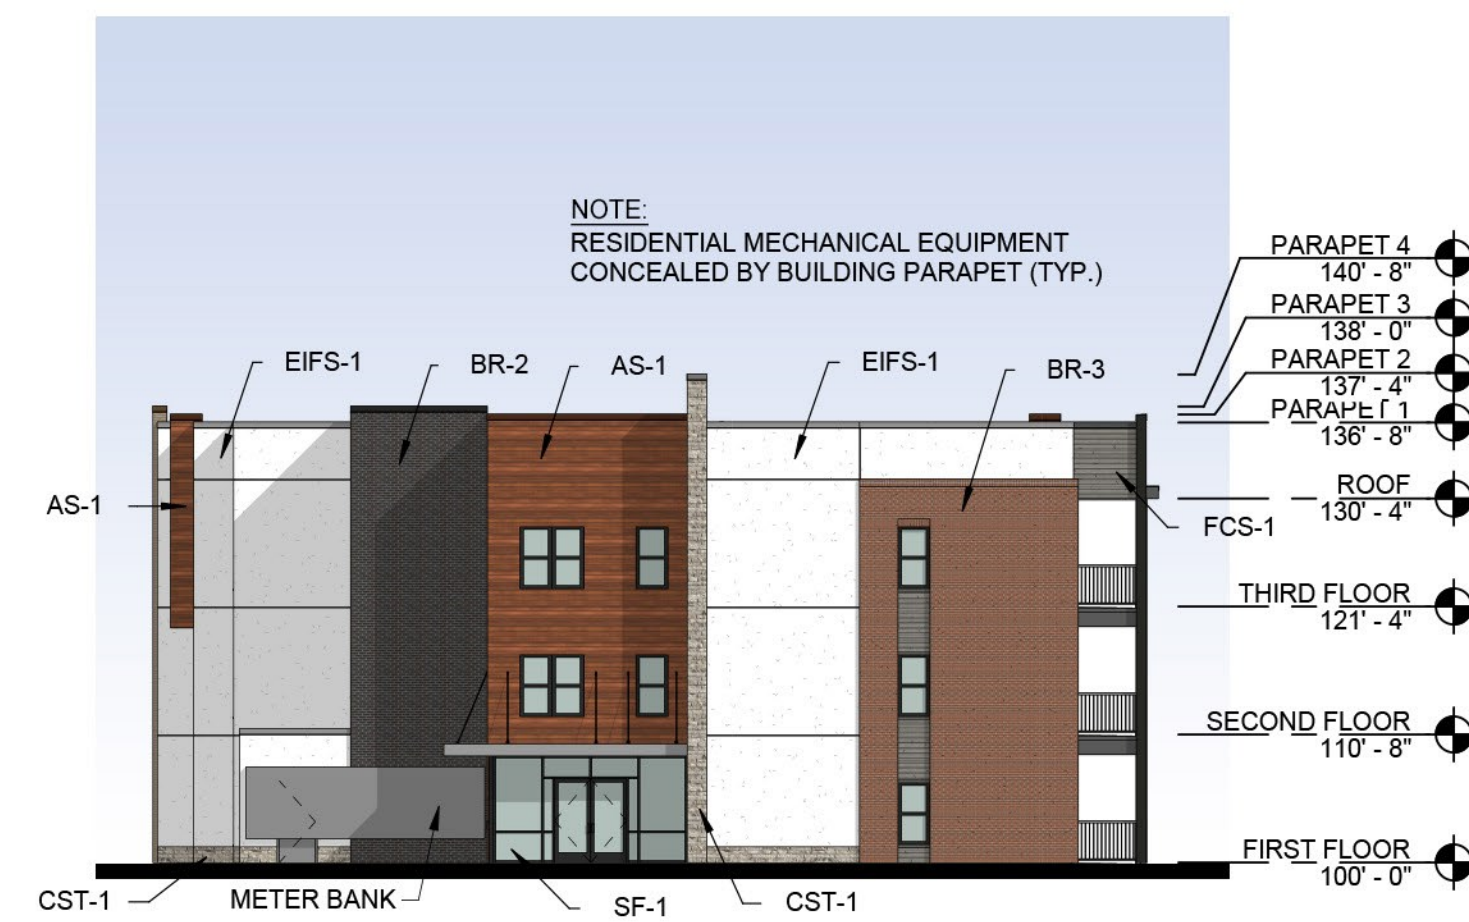 NOTE:
RESIDENTIAL MECHANICAL EQUIPMENT
CONCEALED BY BUILDING PARAPET (TYP.)
PARAPET 4
140' - 8"
PARAPET 3
138' - 0"
PARAPET 2
137' - 4"
PARAPET 1
136' - 8"
EIFS-1
BR-2
AS-1
EIFS-1
BR-3
AS-1
ROOF
130' - 4"
FCS-1
THIRD FLOOR
121' - 4"
SECOND FLOOR
110' - 8"
FIRST FLOOR
100' - 0"
CST-1
METER BANK
SF-1
CST-1